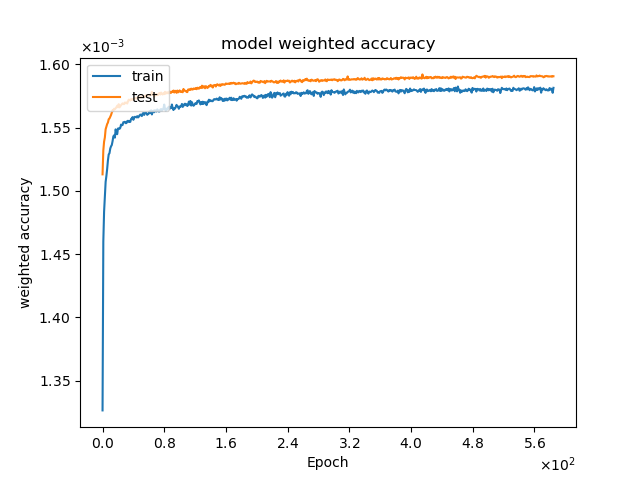 model weighted accuracy
×10⁻³
1.60
1.55
1.50
1.45
1.40
1.35
weighted accuracy
train
test
0.0 0.8 1.6 2.4 3.2 4.0 4.8 5.6
Epoch
×10²